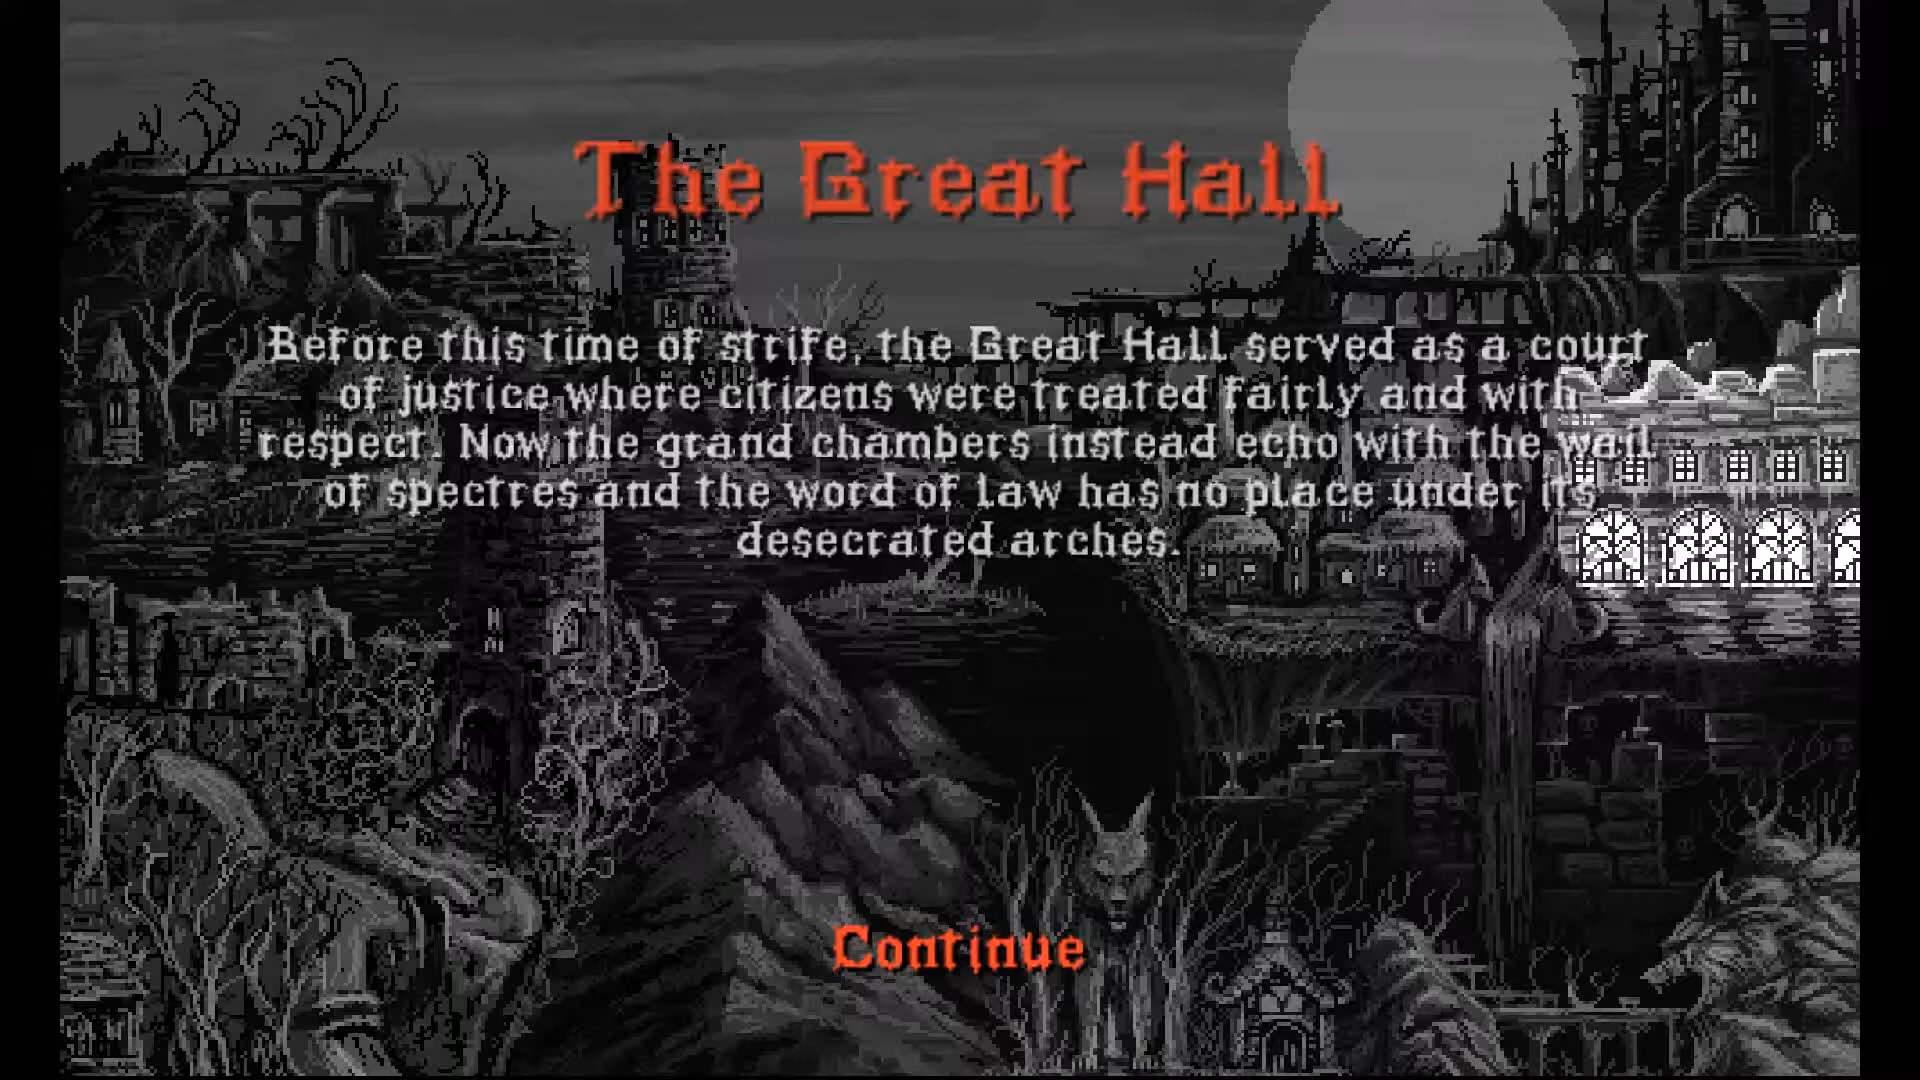 The Great Hall
Before this time of strife, the Great Hall served as a court
of justice where citizens were treated fairly and with
respect. Now the grand chambers instead echo with the wail
of spectres and the word of law has no place under its
desecrated arches.
Continue